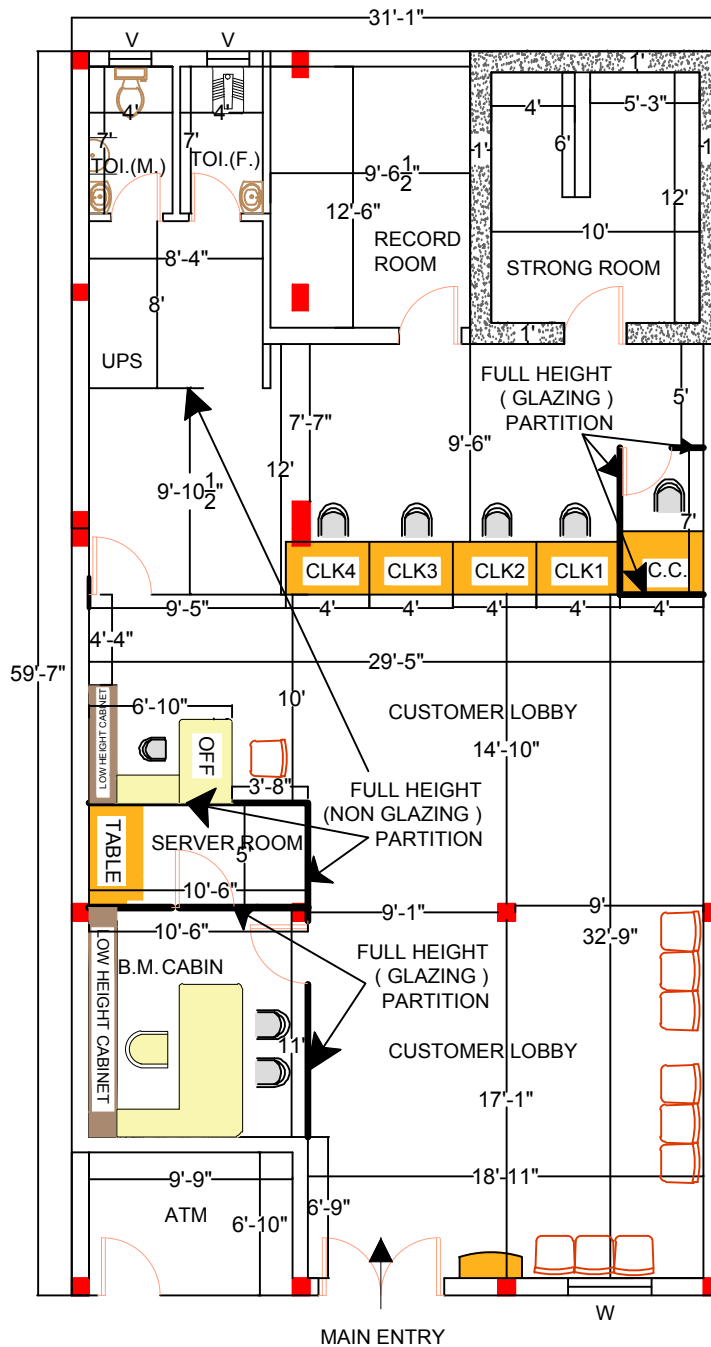 31'-1"
V
V
1'
4'
4'
4'
5'-3"
7'
7'
6'
1'
1
TOI.(M.)
TOI.(F.)
9'-6 1/2"
12'-6"
12'
10'
RECORD
ROOM
STRONG ROOM
8'-4"
8'
1'
UPS
FULL HEIGHT
( GLAZING )
PARTITION
5'
7'-7"
9'-6"
12'
9'-10 1/2"
7'
CLK4
CLK3
CLK2
CLK1
C.C.
9'-5"
4'
4'
4'
4'
4'
4'-4"
59'-7"
29'-5"
LOW HEIGHT CABINET
6'-10"
10'
CUSTOMER LOBBY
OFF
14'-10"
3'-8"
FULL HEIGHT
(NON GLAZING )
PARTITION
TABLE
SERVER ROOM
5'
10'-6"
10'-6"
9'-1"
9'
32'-9"
LOW HEIGHT CABINET
B.M. CABIN
FULL HEIGHT
( GLAZING )
PARTITION
11'
CUSTOMER LOBBY
17'-1"
9'-9"
18'-11"
6'-9"
ATM
6'-10"
W
MAIN ENTRY